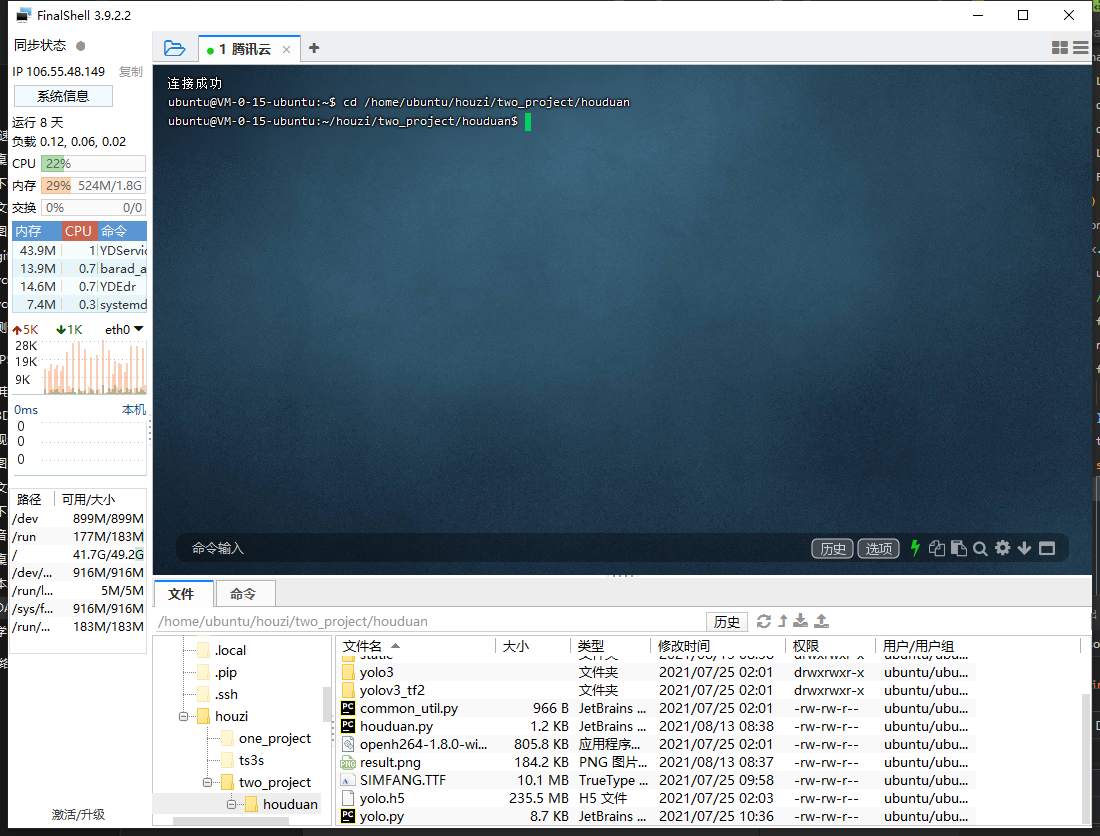 FinalShell 3.9.2.2
同步状态
IP 106.55.48.149 复制
系统信息
运行 8 天
负载 0.12, 0.06, 0.02
CPU 22%
内存 29% 524M/1.8G
交换 0% 0/0
内存 CPU 命令
43.9M 1 YDServic
13.9M 0.7 barad_a
14.6M 0.7 YDEdr
7.4M 0.3 systemd
5K 1K eth0
28K
19K
9K
0ms 本机
0
0
0
路径 可用/大小
/dev 899M/899M
/run 177M/183M
/ 41.7G/49.2G
/dev/... 916M/916M
/run/l... 5M/5M
/sys/f... 916M/916M
/run/... 183M/183M
激活/升级
1 腾讯云
连接成功
ubuntu@VM-0-15-ubuntu:~$ cd /home/ubuntu/houzi/two_project/houduan
ubuntu@VM-0-15-ubuntu:~/houzi/two_project/houduan$
命令输入 历史 选项
文件 命令
/home/ubuntu/houzi/two_project/houduan 历史
.local
.pip
.ssh
houzi
one_project
ts3s
two_project
houduan
文件名 大小 类型 修改时间 权限 用户/用户组
static 文件夹 2021/08/13 08:38 drwxrwxr-x ubuntu/ubu...
yolo3 文件夹 2021/07/25 02:01 drwxrwxr-x ubuntu/ubu...
yolov3_tf2 文件夹 2021/07/25 02:01 drwxrwxr-x ubuntu/ubu...
common_util.py 966 B JetBrains ... 2021/07/25 02:01 -rw-rw-r-- ubuntu/ubu...
houduan.py 1.2 KB JetBrains ... 2021/08/13 08:38 -rw-rw-r-- ubuntu/ubu...
openh264-1.8.0-wi... 805.8 KB 应用程序... 2021/07/25 02:01 -rw-rw-r-- ubuntu/ubu...
result.png 184.2 KB PNG 图片... 2021/08/13 08:37 -rw-rw-r-- ubuntu/ubu...
SIMFANG.TTF 10.1 MB TrueType ... 2021/07/25 09:58 -rw-rw-r-- ubuntu/ubu...
yolo.h5 235.5 MB H5 文件 2021/07/25 02:03 -rw-rw-r-- ubuntu/ubu...
yolo.py 8.7 KB JetBrains ... 2021/07/25 10:36 -rw-rw-r-- ubuntu/ubu...